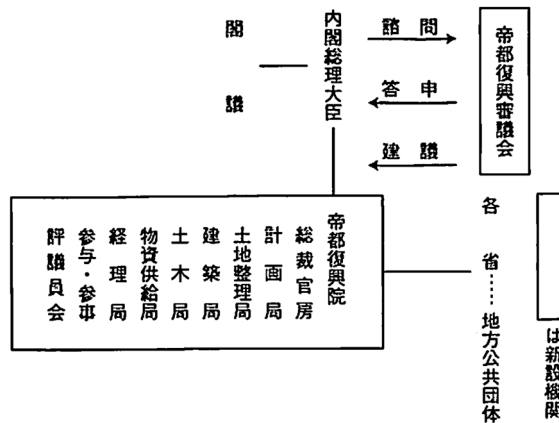 帝都復興審議会
諮問
答申
建議
内閣総理大臣
閣議
各省……地方公共団体
帝都復興院
総裁官房
計画局
土地整理局
建築局
土木局
物資供給局
経理局
参与・参事
評議員会
は新設機関